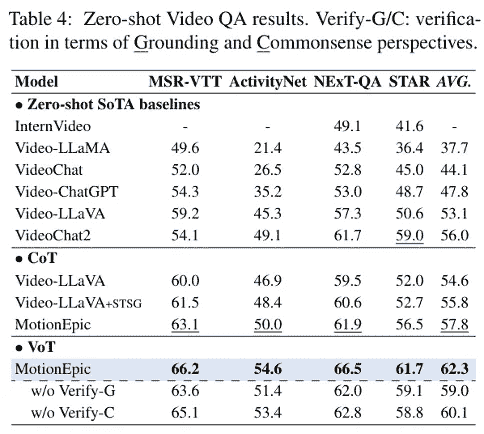 Table 4: Zero-shot Video QA results. Verify-G/C: verifica-
tion in terms of Grounding and Commonsense perspectives.
Model MSR-VTT ActivityNet NExT-QA STAR AVG.
• Zero-shot SoTA baselines
InternVideo - - 49.1 41.6 -
Video-LLaMA 49.6 21.4 43.5 36.4 37.7
VideoChat 52.0 26.5 52.8 45.0 44.1
Video-ChatGPT 54.3 35.2 53.0 48.7 47.8
Video-LLaVA 59.2 45.3 57.3 50.6 53.1
VideoChat2 54.1 49.1 61.7 59.0 56.0
• CoT
Video-LLaVA 60.0 46.9 59.5 52.0 54.6
Video-LLaVA+STSG 61.5 48.4 60.6 52.7 55.8
MotionEpic 63.1 50.0 61.9 56.5 57.8
• VoT
MotionEpic 66.2 54.6 66.5 61.7 62.3
w/o Verify-G 63.6 51.4 62.0 59.1 59.0
w/o Verify-C 65.1 53.4 62.8 58.8 60.1